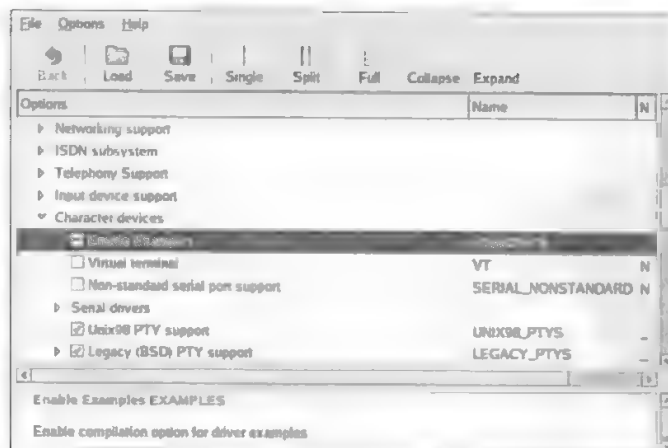 File Options Help
Back Load Save Single Split Full Collapse Expand
Options Name N
Networking support
ISDN subsystem
Telephony Support
Input device support
Character devices
Enable Examples
Virtual terminal VT N
Non-standard serial port support SERIAL_NONSTANDARD N
Serial drivers
Unix98 PTY support UNIX98_PTYS _
Legacy (BSD) PTY support LEGACY_PTYS _
Enable Examples EXAMPLES
Enable compilation option for driver examples